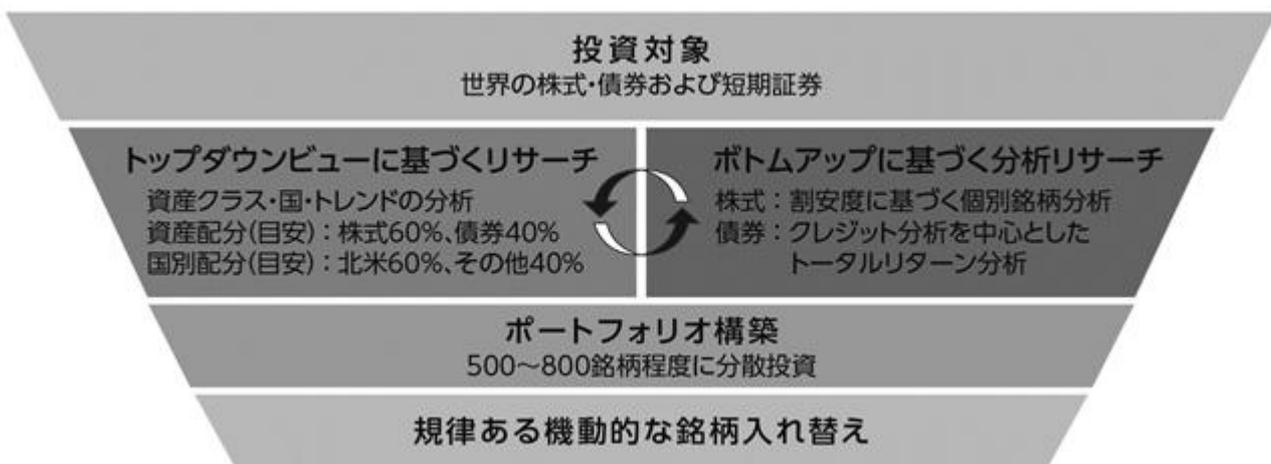 投資対象
世界の株式・債券および短期証券
トップダウンビューに基づくリサーチ
資産クラス・国・トレンドの分析
資産配分(目安)：株式60%、債券40%
国別配分(目安)：北米60%、その他40%
ボトムアップに基づく分析リサーチ
株式：割安度に基づく個別銘柄分析
債券：クレジット分析を中心とした
トータルリターン分析
ポートフォリオ構築
500～800銘柄程度に分散投資
規律ある機動的な銘柄入れ替え